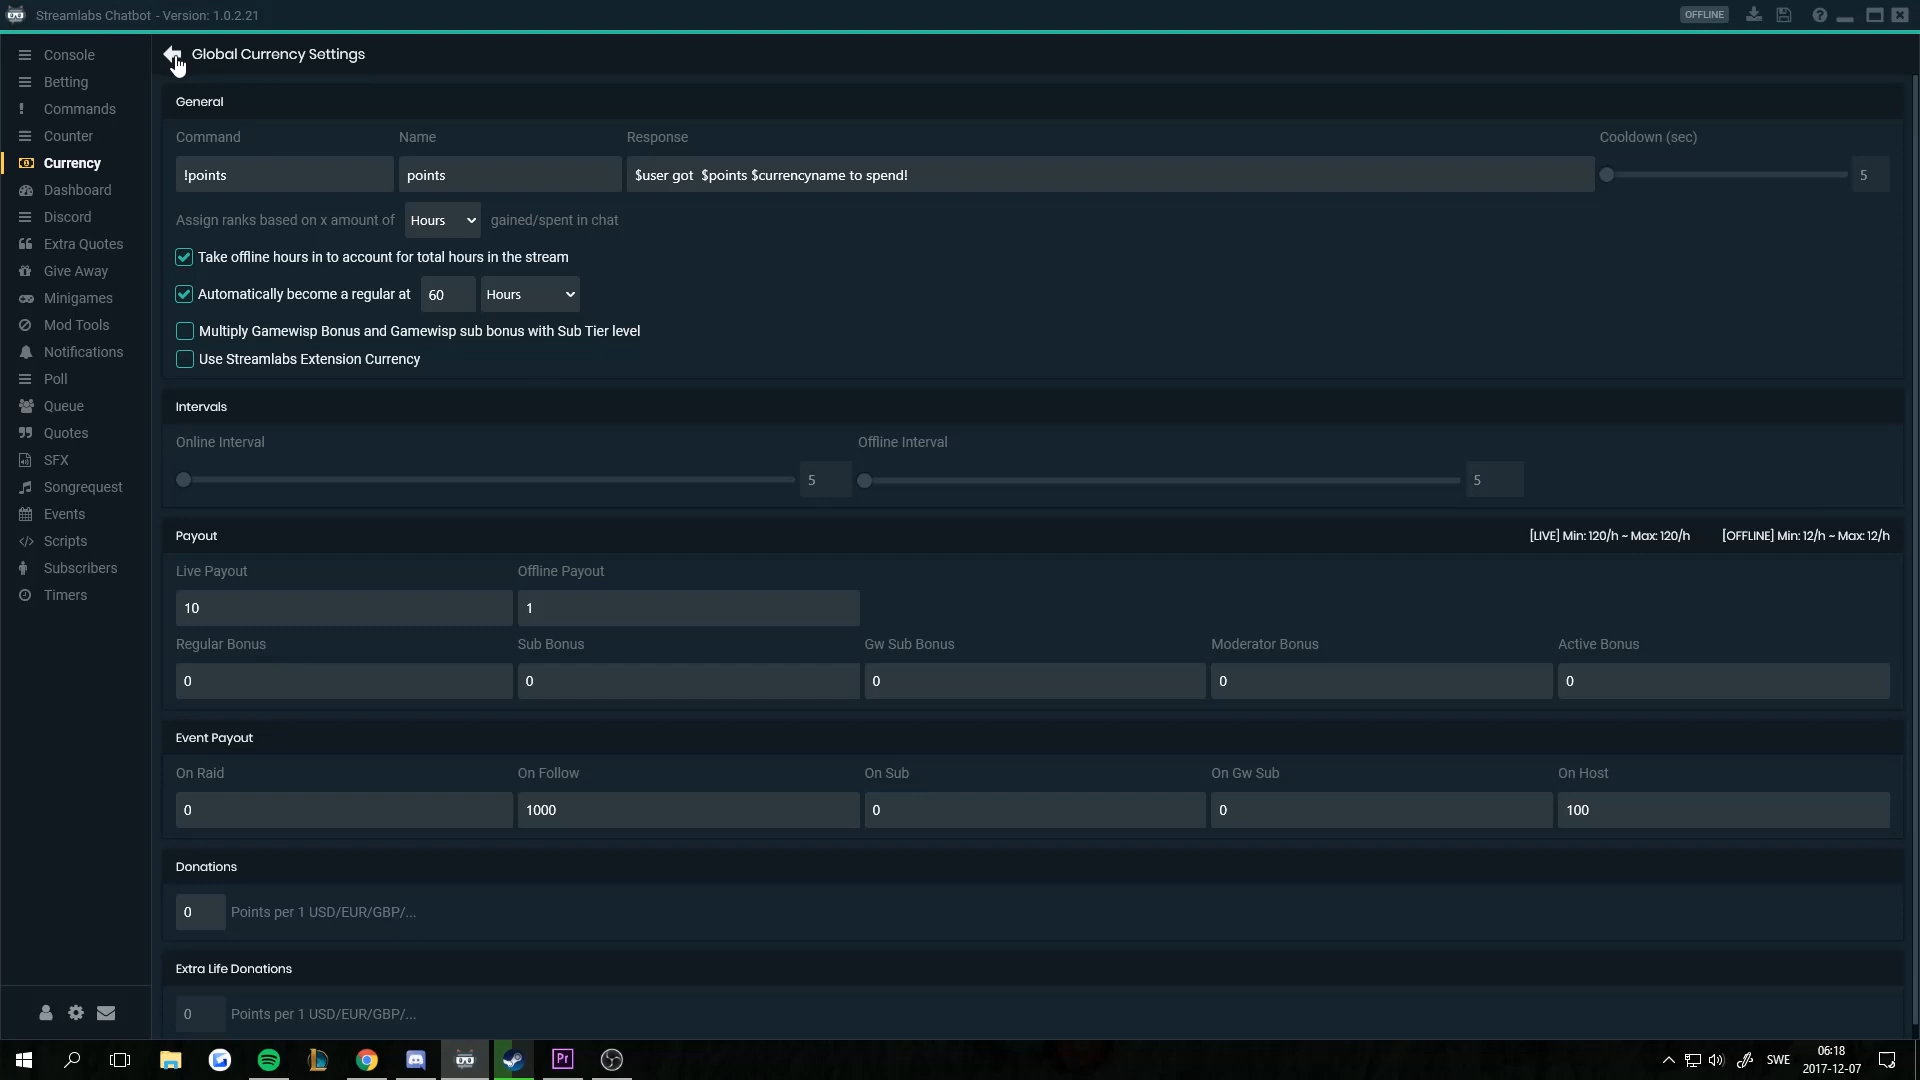 Streamlabs Chatbot - Version: 1.0.2.21
OFFLINE
Console
Betting
Commands
Counter
Currency
Dashboard
Discord
Extra Quotes
Give Away
Minigames
Mod Tools
Notifications
Poll
Queue
Quotes
SFX
Songrequest
Events
Scripts
Subscribers
Timers
Global Currency Settings
General
Command Name Response Cooldown (sec)
!points points $user got $points $currencyname to spend! 5
Assign ranks based on x amount of Hours gained/spent in chat
Take offline hours in to account for total hours in the stream
Automatically become a regular at 60 Hours
Multiply Gamewisp Bonus and Gamewisp sub bonus with Sub Tier level
Use Streamlabs Extension Currency
Intervals
Online Interval Offline Interval
5 5
Payout [LIVE] Min: 120/h ~ Max: 120/h [OFFLINE] Min: 12/h ~ Max: 12/h
Live Payout Offline Payout
10 1
Regular Bonus Sub Bonus Gw Sub Bonus Moderator Bonus Active Bonus
0 0 0 0 0
Event Payout
On Raid On Follow On Sub On Gw Sub On Host
0 1000 0 0 100
Donations
0 Points per 1 USD/EUR/GBP/...
Extra Life Donations
0 Points per 1 USD/EUR/GBP/...
Pr
SWE
06:18
2017-12-07